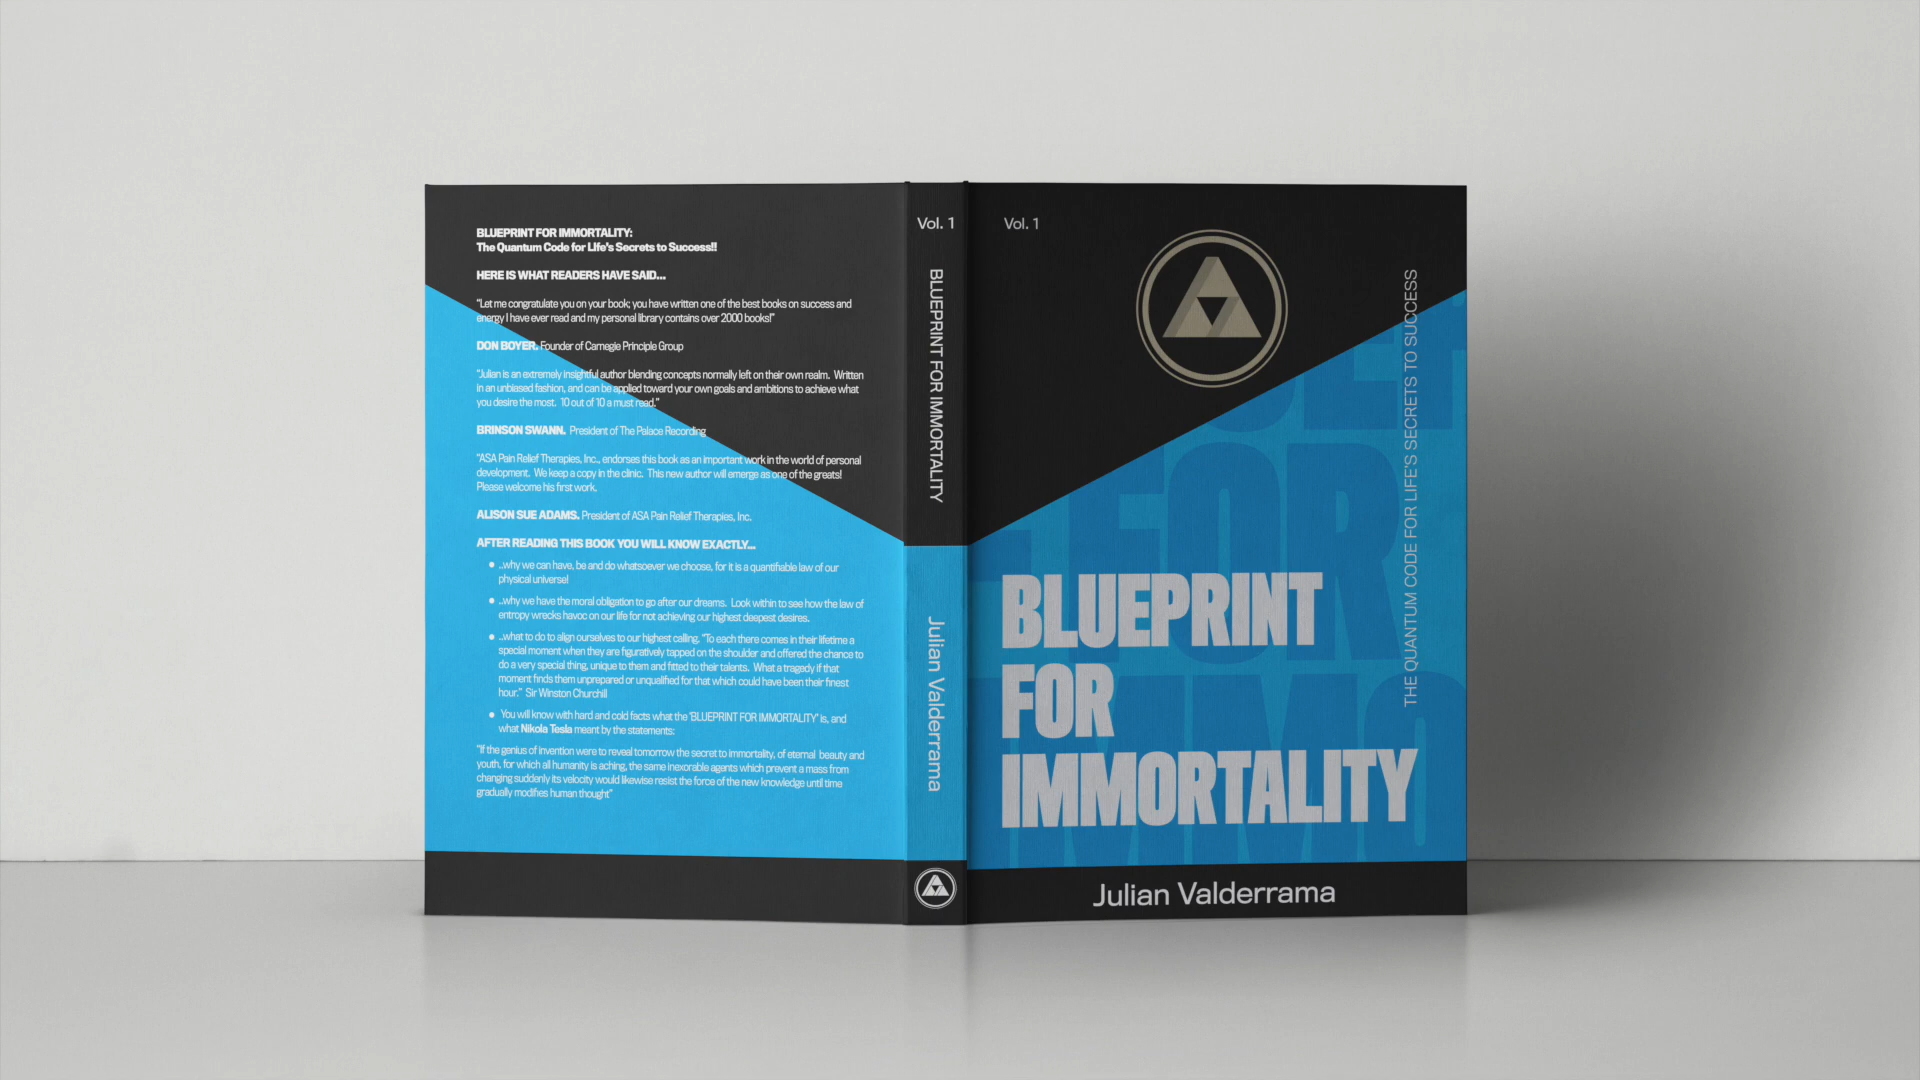 BLUEPRINT FOR IMMORTALITY:
The Quantum Code for Life's Secrets to Success!!
HERE IS WHAT READERS HAVE SAID...
"Let me congratulate you on your book; you have written one of the best books on success and
energy I have ever read and my personal library contains over 2000 books!"
DON BOYER. Founder of Carnegie Principle Group
"Julian is an extremely insightful author blending concepts normally left on their own realm. Written
in an unbiased fashion, and can be applied toward your own goals and ambitions to achieve what
you desire the most. 10 out of 10 a must read."
BRINSON SWANN. President of The Palace Recording
"ASA Pain Relief Therapies, Inc., endorses this book as an important work in the world of personal
development. We keep a copy in the clinic. This new author will emerge as one of the greats!
Please welcome his first work.
ALISON SUE ADAMS. President of ASA Pain Relief Therapies, Inc.
AFTER READING THIS BOOK YOU WILL KNOW EXACTLY...
• ...why we can have, be and do whatsoever we choose, for it is a quantifiable law of our
physical universe!
• ...why we have the moral obligation to go after our dreams. Look within to see how the law of
entropy wrecks havoc on our life for not achieving our highest deepest desires.
• ...what to do to align ourselves to our highest calling. "To each there comes in their lifetime a
special moment when they are figuratively tapped on the shoulder and offered the chance to
do a very special thing, unique to them and fitted to their talents. What a tragedy if that
moment finds them unprepared or unqualified for that which could have been their finest
hour." Sir Winston Churchill
• You will know with hard and cold facts what the 'BLUEPRINT FOR IMMORTALITY' is, and
what Nikola Tesla meant by the statements:
"If the genius of invention were to reveal tomorrow the secret to immortality, of eternal beauty and
youth, for which all humanity is aching, the same inexorable agents which prevent a mass from
changing suddenly its velocity would likewise resist the force of the new knowledge until time
gradually modifies human thought"
Vol. 1
BLUEPRINT FOR IMMORTALITY
Julian Valderrama
Vol. 1
THE QUANTUM CODE FOR LIFE'S SECRETS TO SUCCESS
FOR
IMMO
BLUEPRINT
FOR
IMMORTALITY
Julian Valderrama